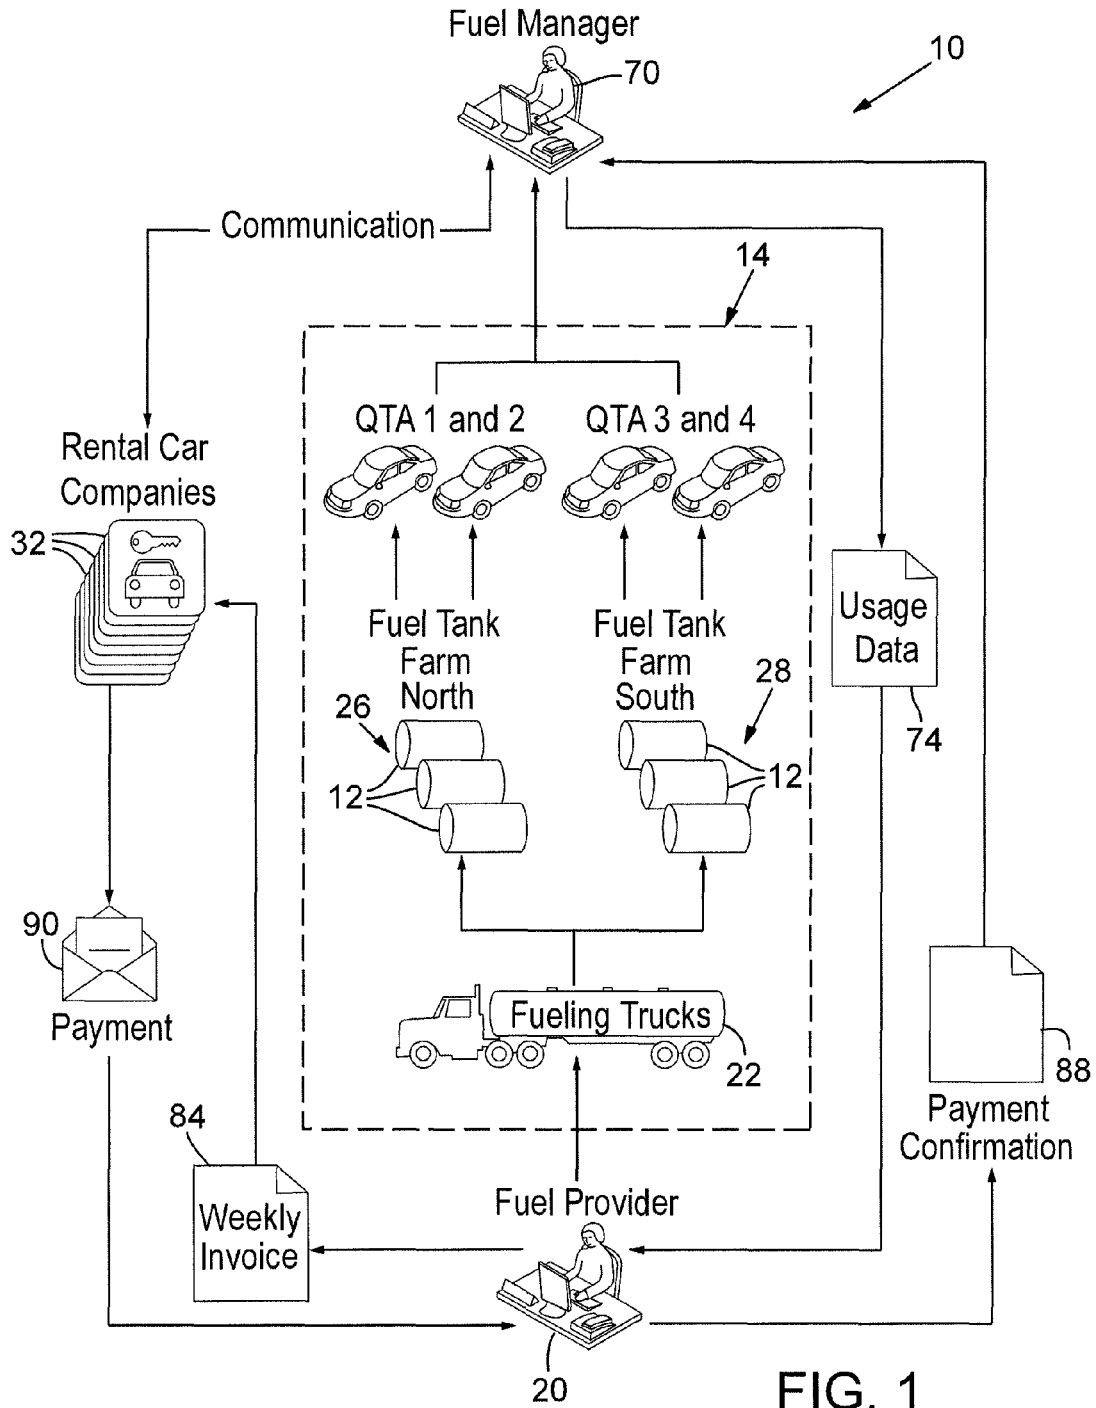 Fuel Manager
10
70
Communication
14
QTA 1 and 2
QTA 3 and 4
Rental Car
Companies
32
Usage
Data
74
Fuel Tank
Farm
North
Fuel Tank
Farm
South
26
28
12
12
90
Payment
Fueling Trucks
22
88
Payment
Confirmation
84
Weekly
Invoice
Fuel Provider
20
FIG. 1